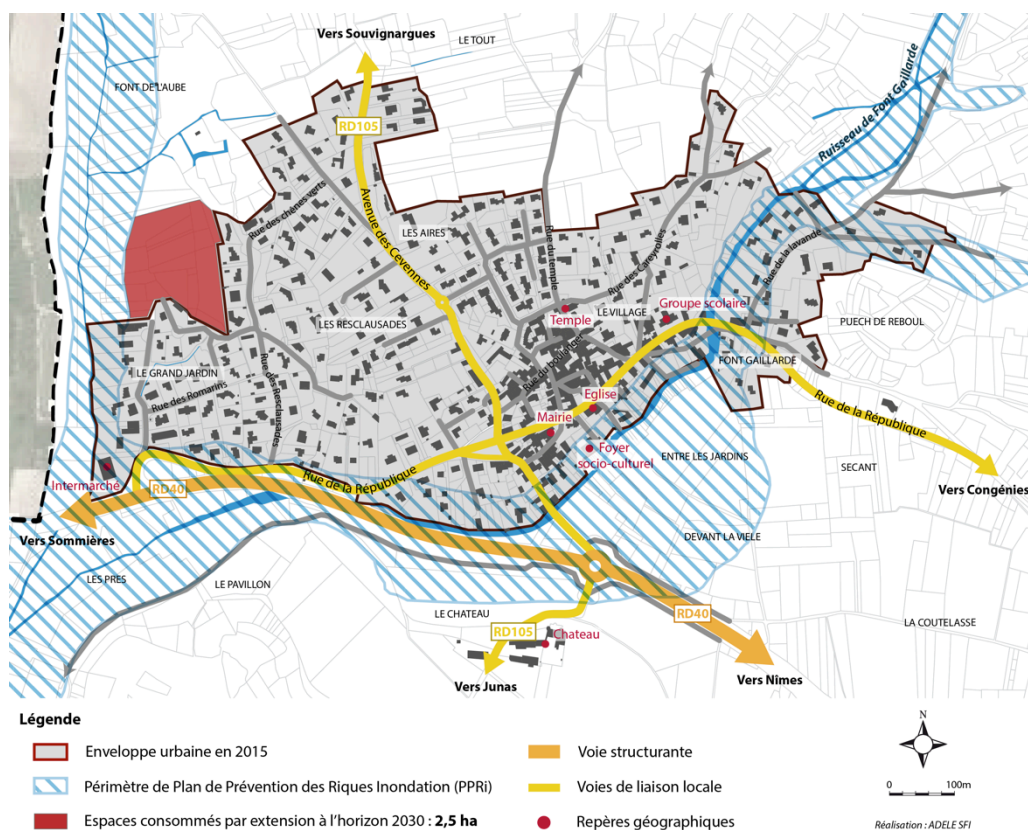 Vers Souvignargues
LE TOUT
FONT DE L'AUBE
RD105
Ruisseau de Font Gaillarde
Avenue des Cevennes
Rue des chênes verts
LES AIRES
Rue du temple
Rue des Careyrolles
Rue de la lavande
LES RESCLAUSADES
Temple
LE VILLAGE
Groupe scolaire
PUECH DE REBOUL
Rue du boulanger
FONT GAILLARDE
LE GRAND JARDIN
Rue des Romarins
Rue des Resclausades
Eglise
Mairie
Rue de la République
Foyer
socio-culturel
ENTRE LES JARDINS
SECANT
Intermarché
RD40
Rue de la République
Vers Congénies
Vers Sommières
DEVANT LA VIELE
LES PRES
LE PAVILLON
LE CHATEAU
RD40
LA COUTELASSE
RD105
Chateau
Vers Junas
Vers Nîmes
Légende
Enveloppe urbaine en 2015
Périmètre de Plan de Prévention des Riques Inondation (PPRi)
Espaces consommés par extension à l'horizon 2030 : 2,5 ha
Voie structurante
Voies de liaison locale
Repères géographiques
N
0 100m
Réalisation : ADELE SFI